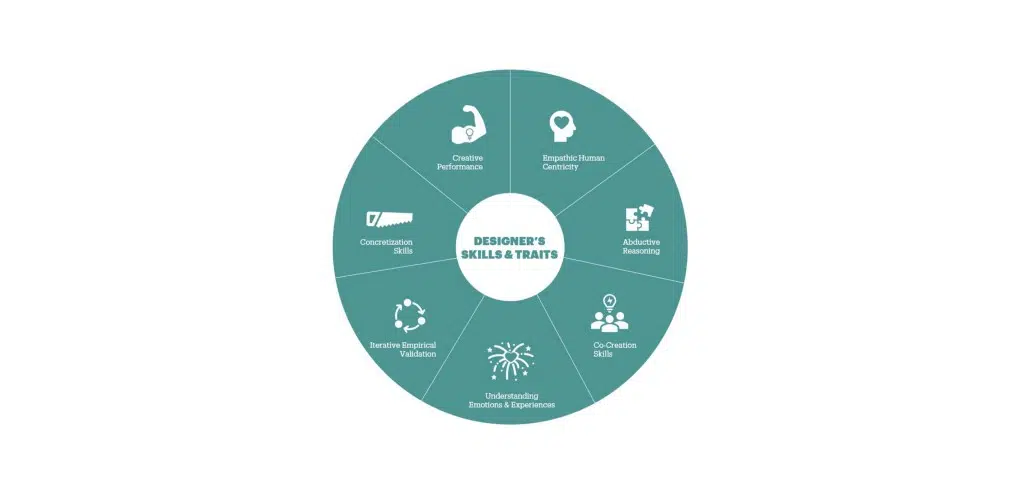 DESIGNER'S
SKILLS & TRAITS
Empathic Human
Centricity
Abductive
Reasoning
Co-Creation
Skills
Understanding
Emotions & Experiences
Iterative Empirical
Validation
Concretization
Skills
Creative
Performance